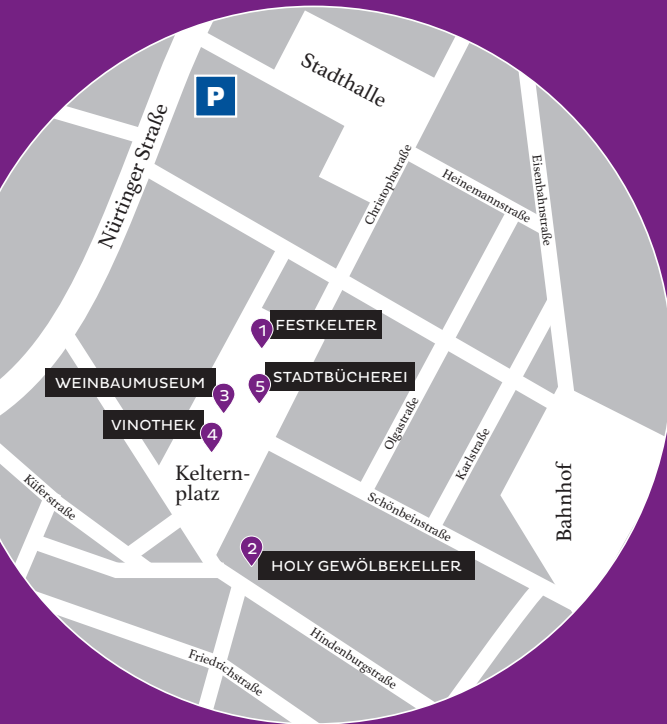 Stadthalle
P
Nürtinger Straße
Christophstraße
Heinemannstraße
Eisenbahnstraße
1 FESTKELTER
WEINBAUMUSEUM 3
5 STADTBÜCHEREI
VINOTHEK 4
Keltern-
platz
Olgastraße
Karlstraße
Bahnhof
Küferstraße
Schönbeinstraße
2 HOLY GEWÖLBEKELLER
Hindenburgstraße
Friedrichstraße